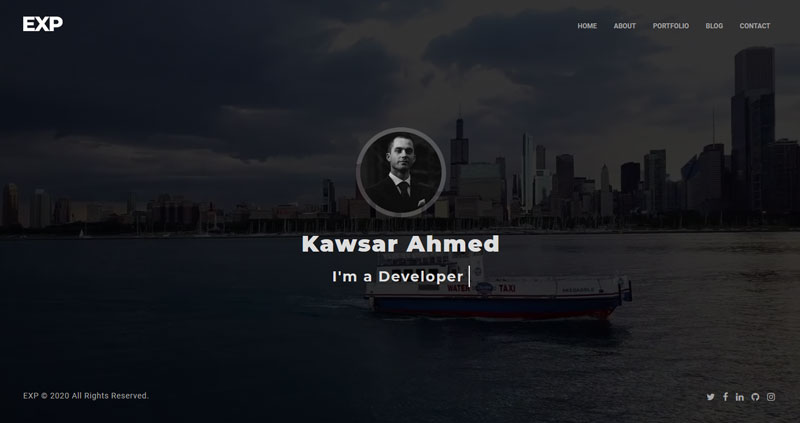 EXP
HOME ABOUT PORTFOLIO BLOG CONTACT
Kawsar Ahmed
I'm a Developer
WATER TAXI
EXP © 2020 All Rights Reserved.